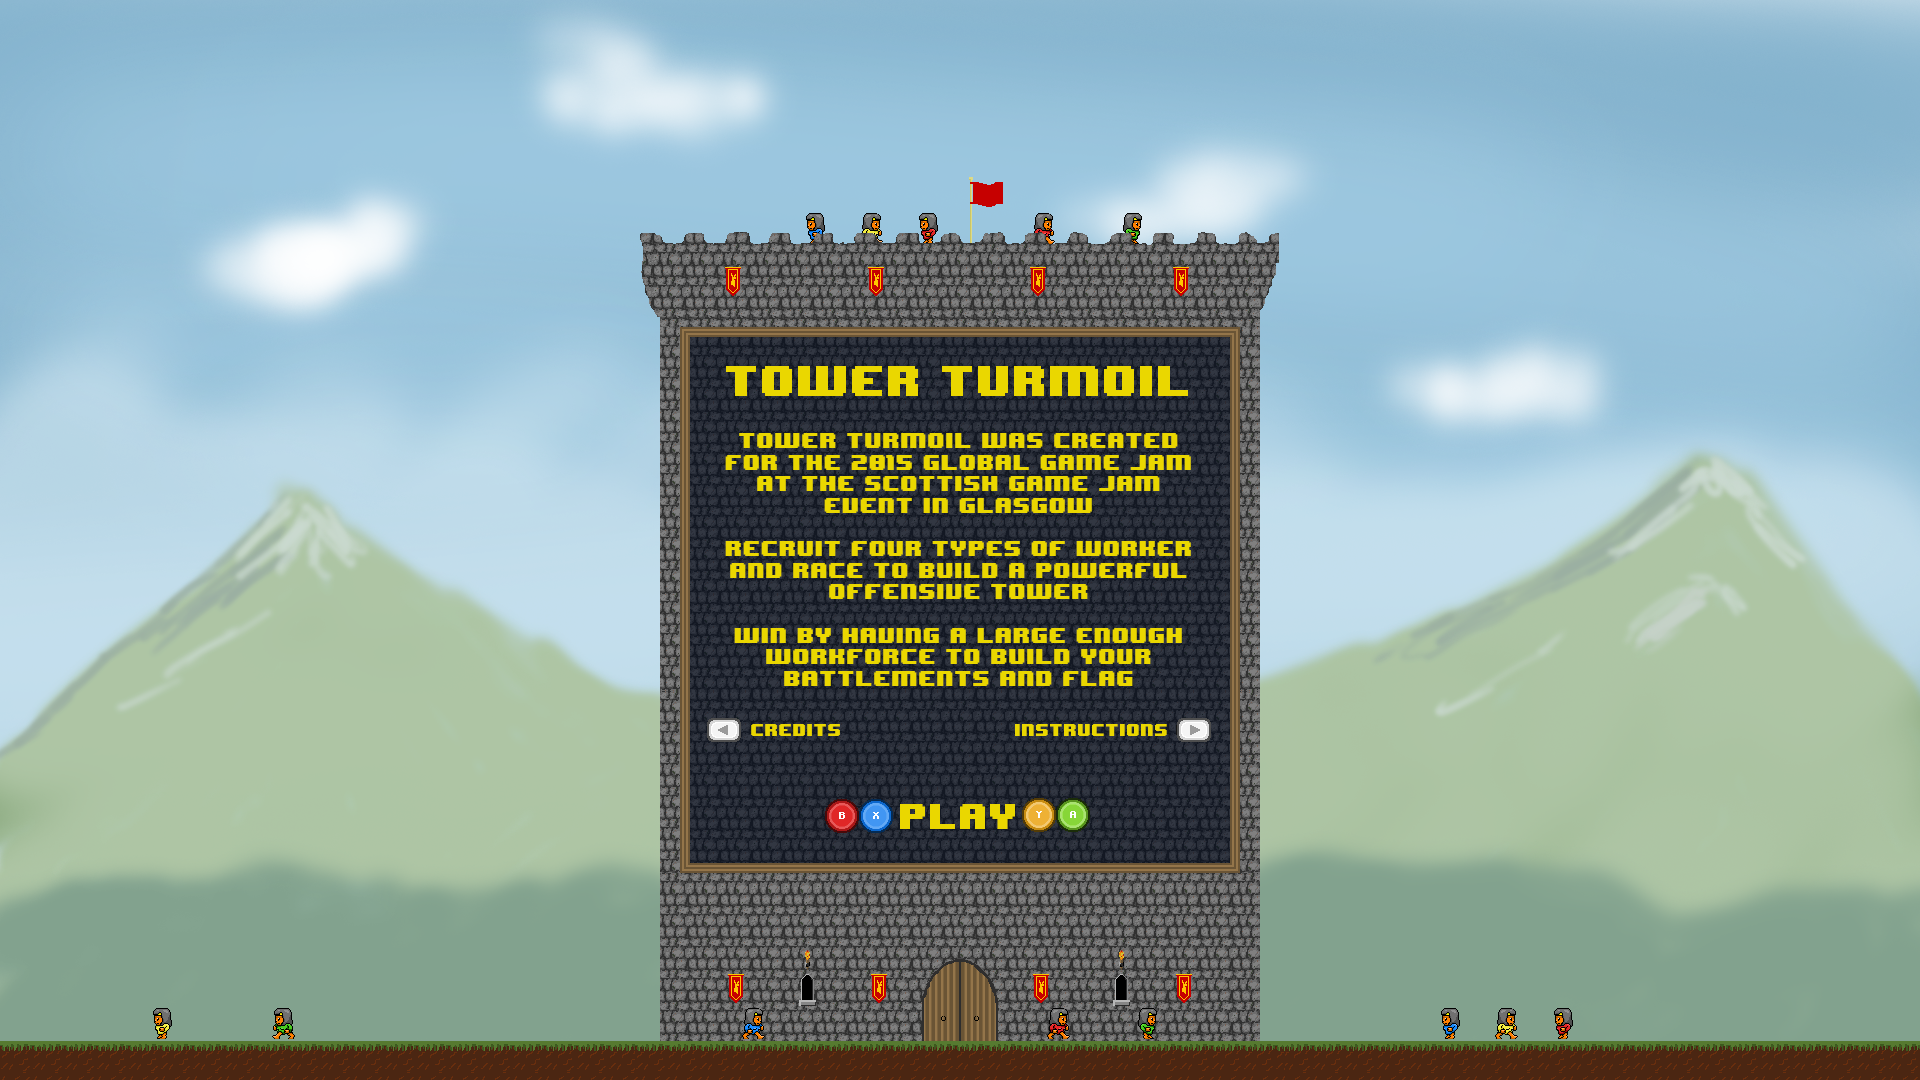 TOWER TURMOIL
TOWER TURMOIL WAS CREATED
FOR THE 2015 GLOBAL GAME JAM
AT THE SCOTTISH GAME JAM
EVENT IN GLASGOW
RECRUIT FOUR TYPES OF WORKER
AND RACE TO BUILD A POWERFUL
OFFENSIVE TOWER
WIN BY HAVING A LARGE ENOUGH
WORKFORCE TO BUILD YOUR
BATTLEMENTS AND FLAG
CREDITS INSTRUCTIONS
B X PLAY Y A